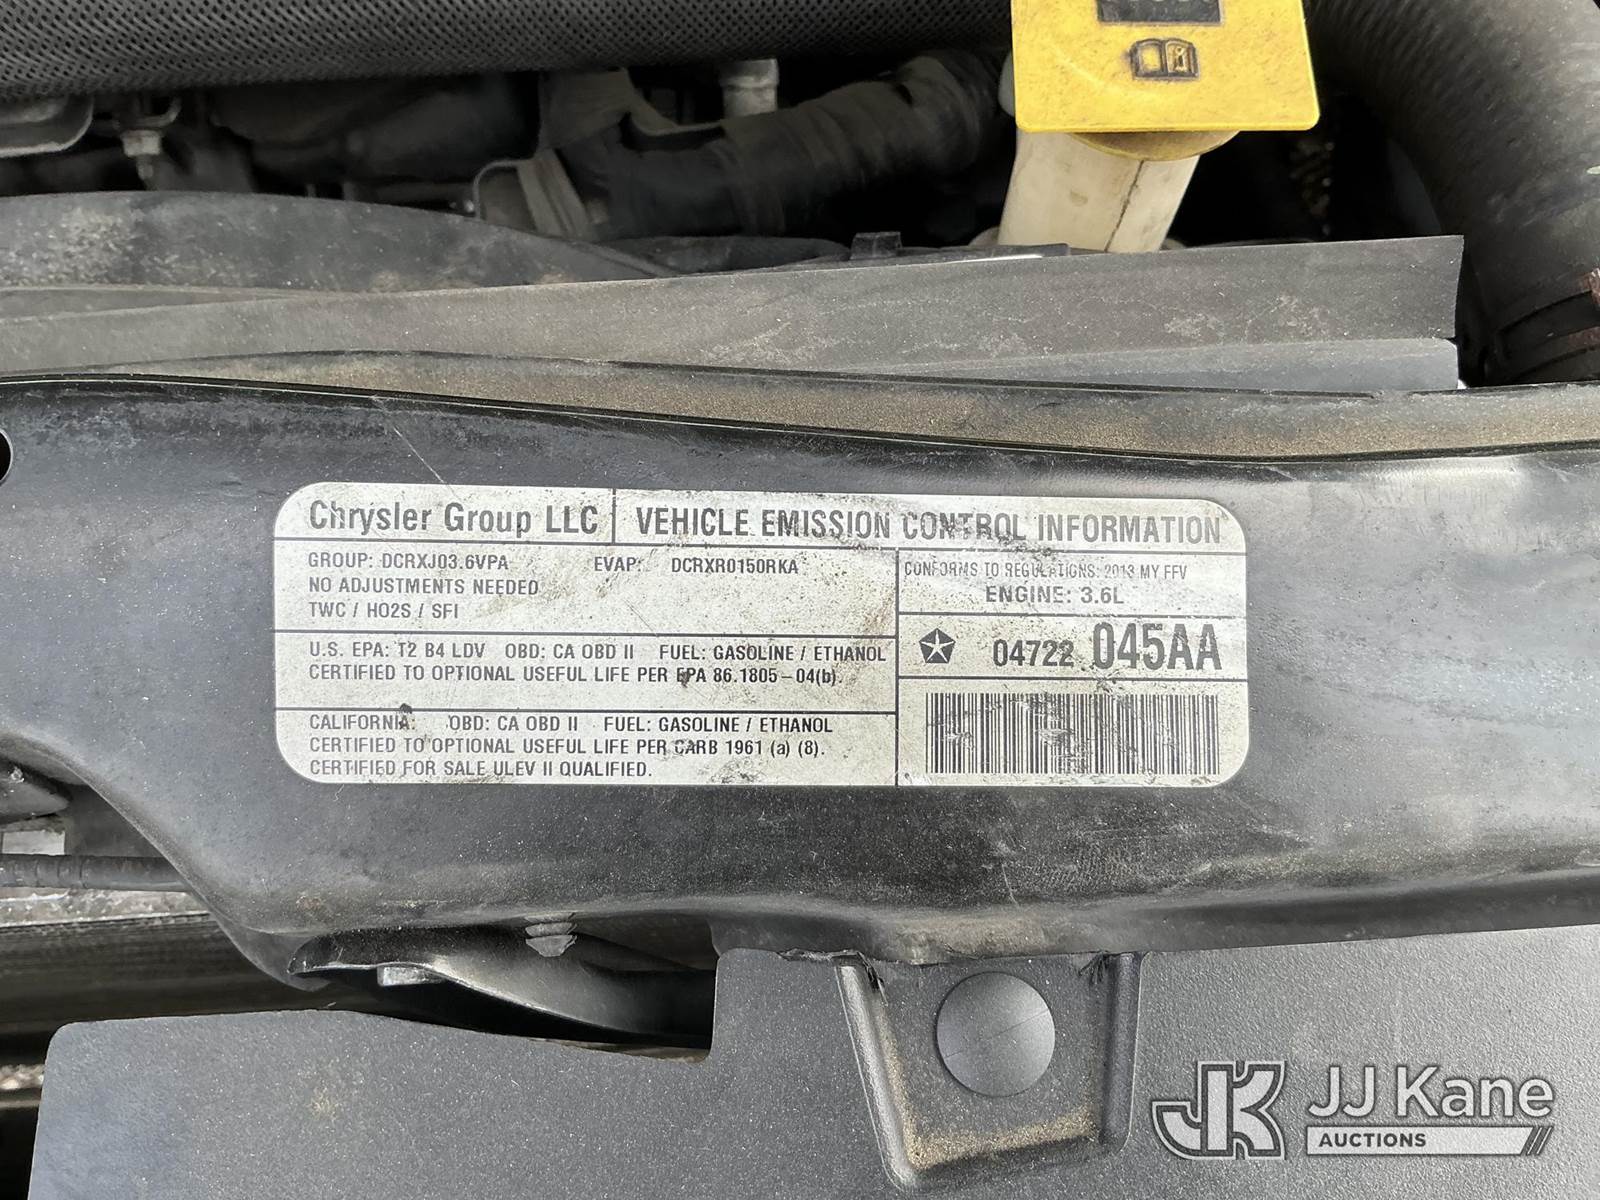 Chrysler Group LLC VEHICLE EMISSION CONTROL INFORMATION
GROUP: DCRXJ03.6VPA EVAP: DCRXR0150RKA
NO ADJUSTMENTS NEEDED
TWC / HO2S / SFI
CONFORMS TO REGULATIONS: 2013 MY FFV
ENGINE: 3.6L
U.S. EPA: T2 B4 LDV OBD: CA OBD II FUEL: GASOLINE / ETHANOL
CERTIFIED TO OPTIONAL USEFUL LIFE PER EPA 86.1805-04(b)
04722 045AA
CALIFORNIA: OBD: CA OBD II FUEL: GASOLINE / ETHANOL
CERTIFIED TO OPTIONAL USEFUL LIFE PER CARB 1961 (a) (8).
CERTIFIED FOR SALE ULEV II QUALIFIED.
JK JJ Kane
AUCTIONS